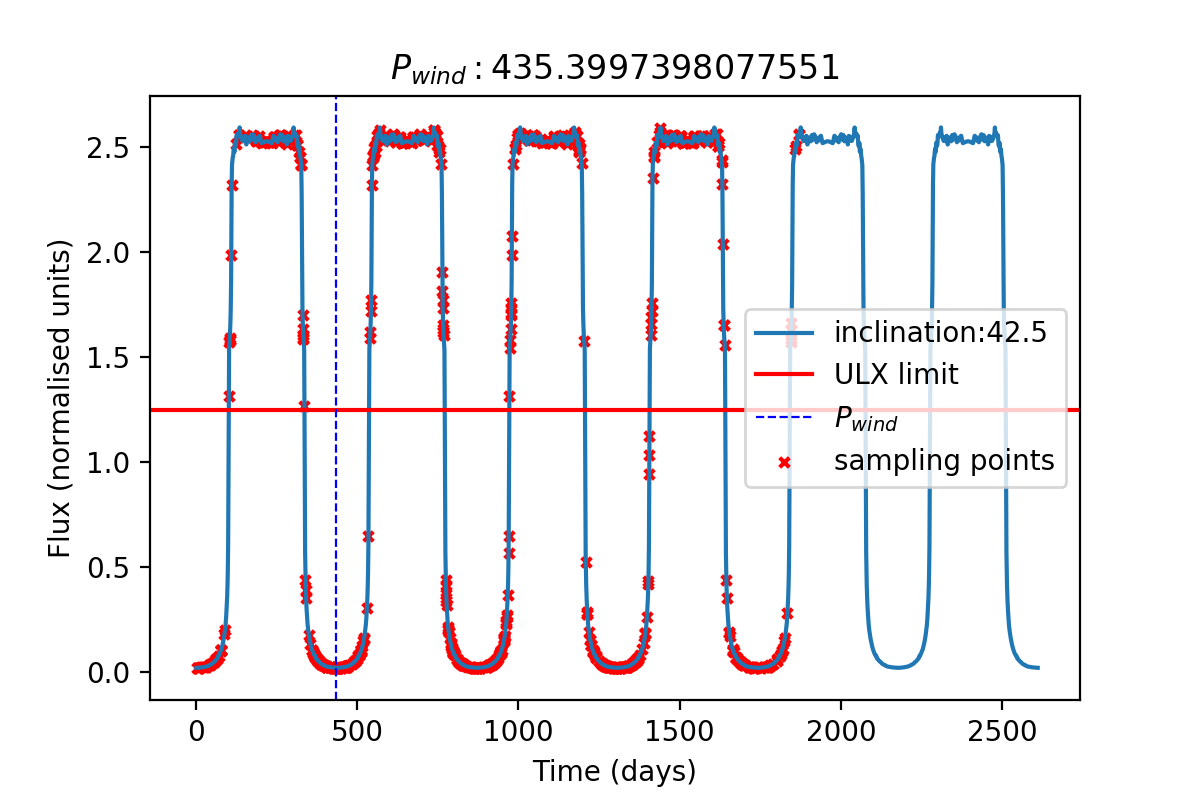 P_wind : 435.3997398077551
Flux (normalised units)
2.5
2.0
1.5
1.0
0.5
0.0
inclination:42.5
ULX limit
P_wind
sampling points
0 500 1000 1500 2000 2500
Time (days)